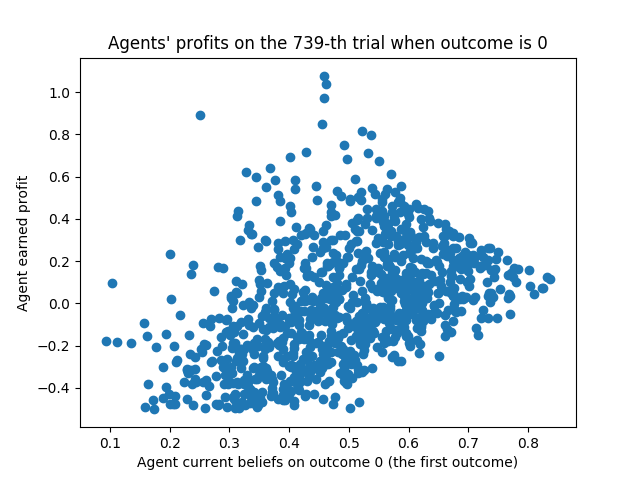 Agents' profits on the 739-th trial when outcome is 0
1.0
0.8
0.6
0.4
0.2
0.0
−0.2
−0.4
Agent earned profit
0.1 0.2 0.3 0.4 0.5 0.6 0.7 0.8
Agent current beliefs on outcome 0 (the first outcome)